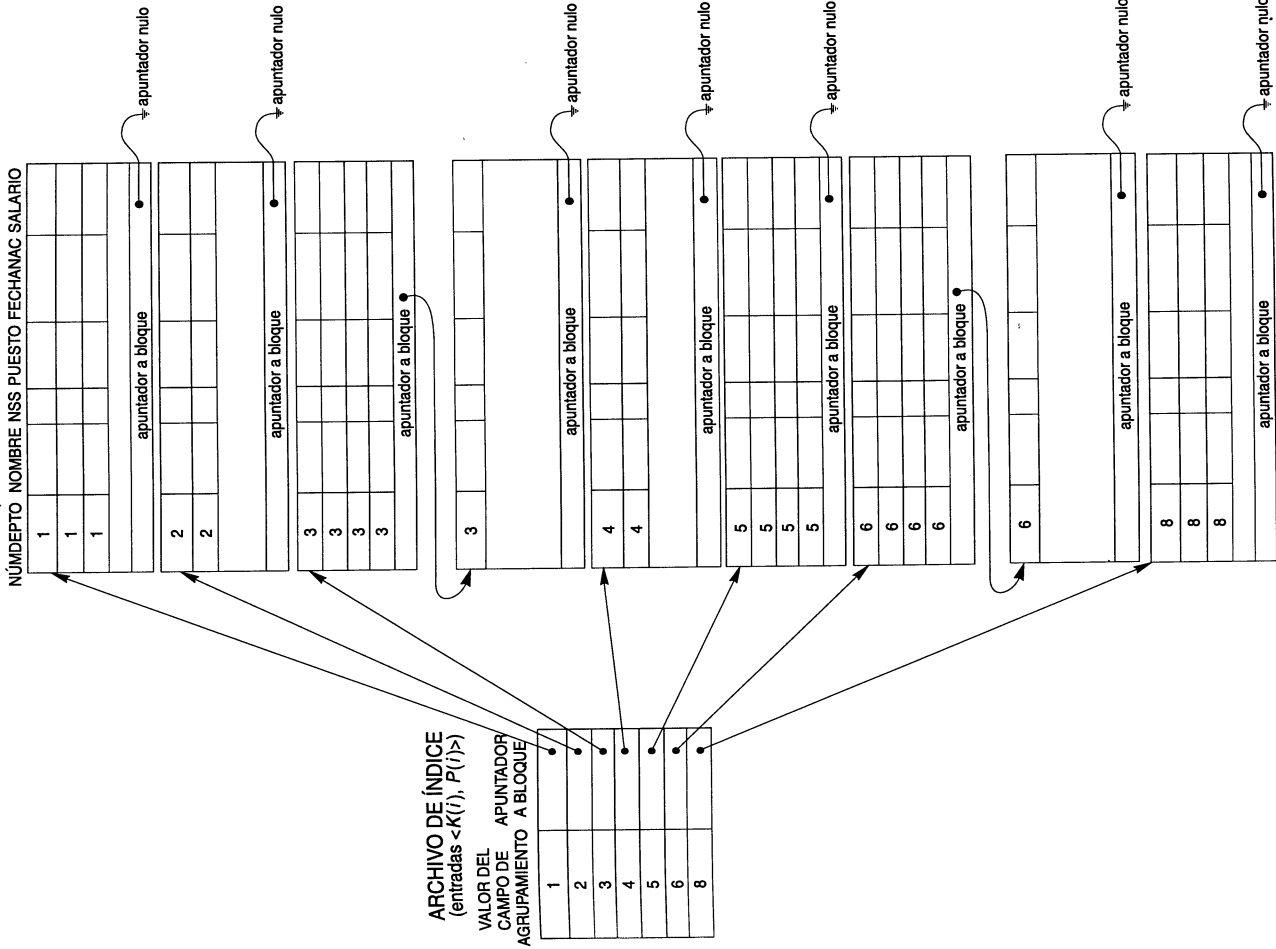 NÚMDEPTO NOMBRE NSS PUESTO FECHANAC SALARIO
1
1
1
apuntador a bloque
apuntador nulo
2
2
apuntador a bloque
apuntador nulo
3
3
3
3
apuntador a bloque
3
apuntador a bloque
apuntador nulo
4
4
apuntador a bloque
apuntador nulo
5
5
5
5
apuntador a bloque
apuntador nulo
6
6
6
6
apuntador a bloque
6
apuntador a bloque
apuntador nulo
8
8
8
apuntador a bloque
apuntador nulo
ARCHIVO DE ÍNDICE
(entradas <K(i), P(i)>)
VALOR DEL
CAMPO DE APUNTADOR
AGRUPAMIENTO A BLOQUE
1
2
3
4
5
6
8